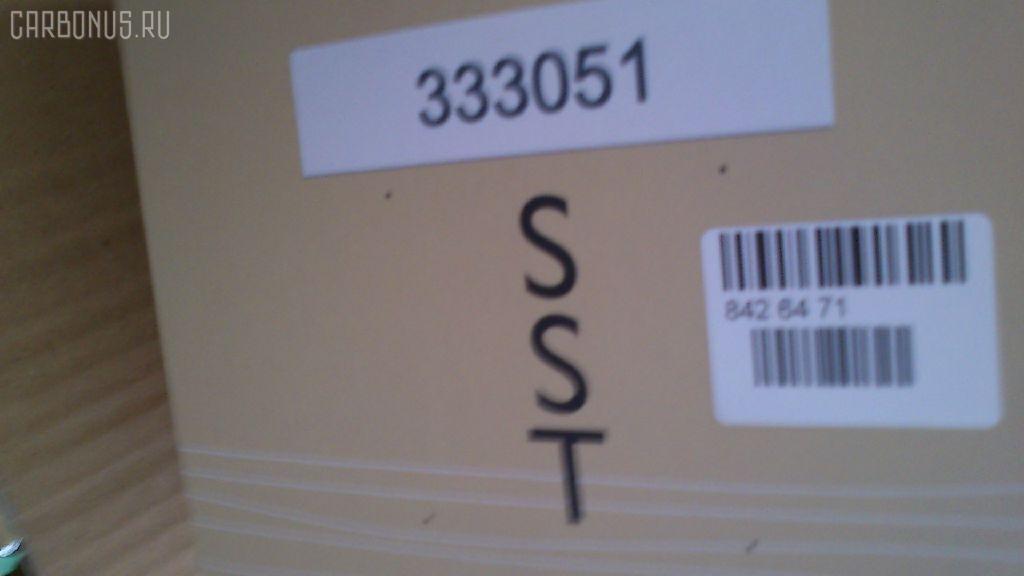 CARBONUS.RU
333051
S
S
T
842 64 71